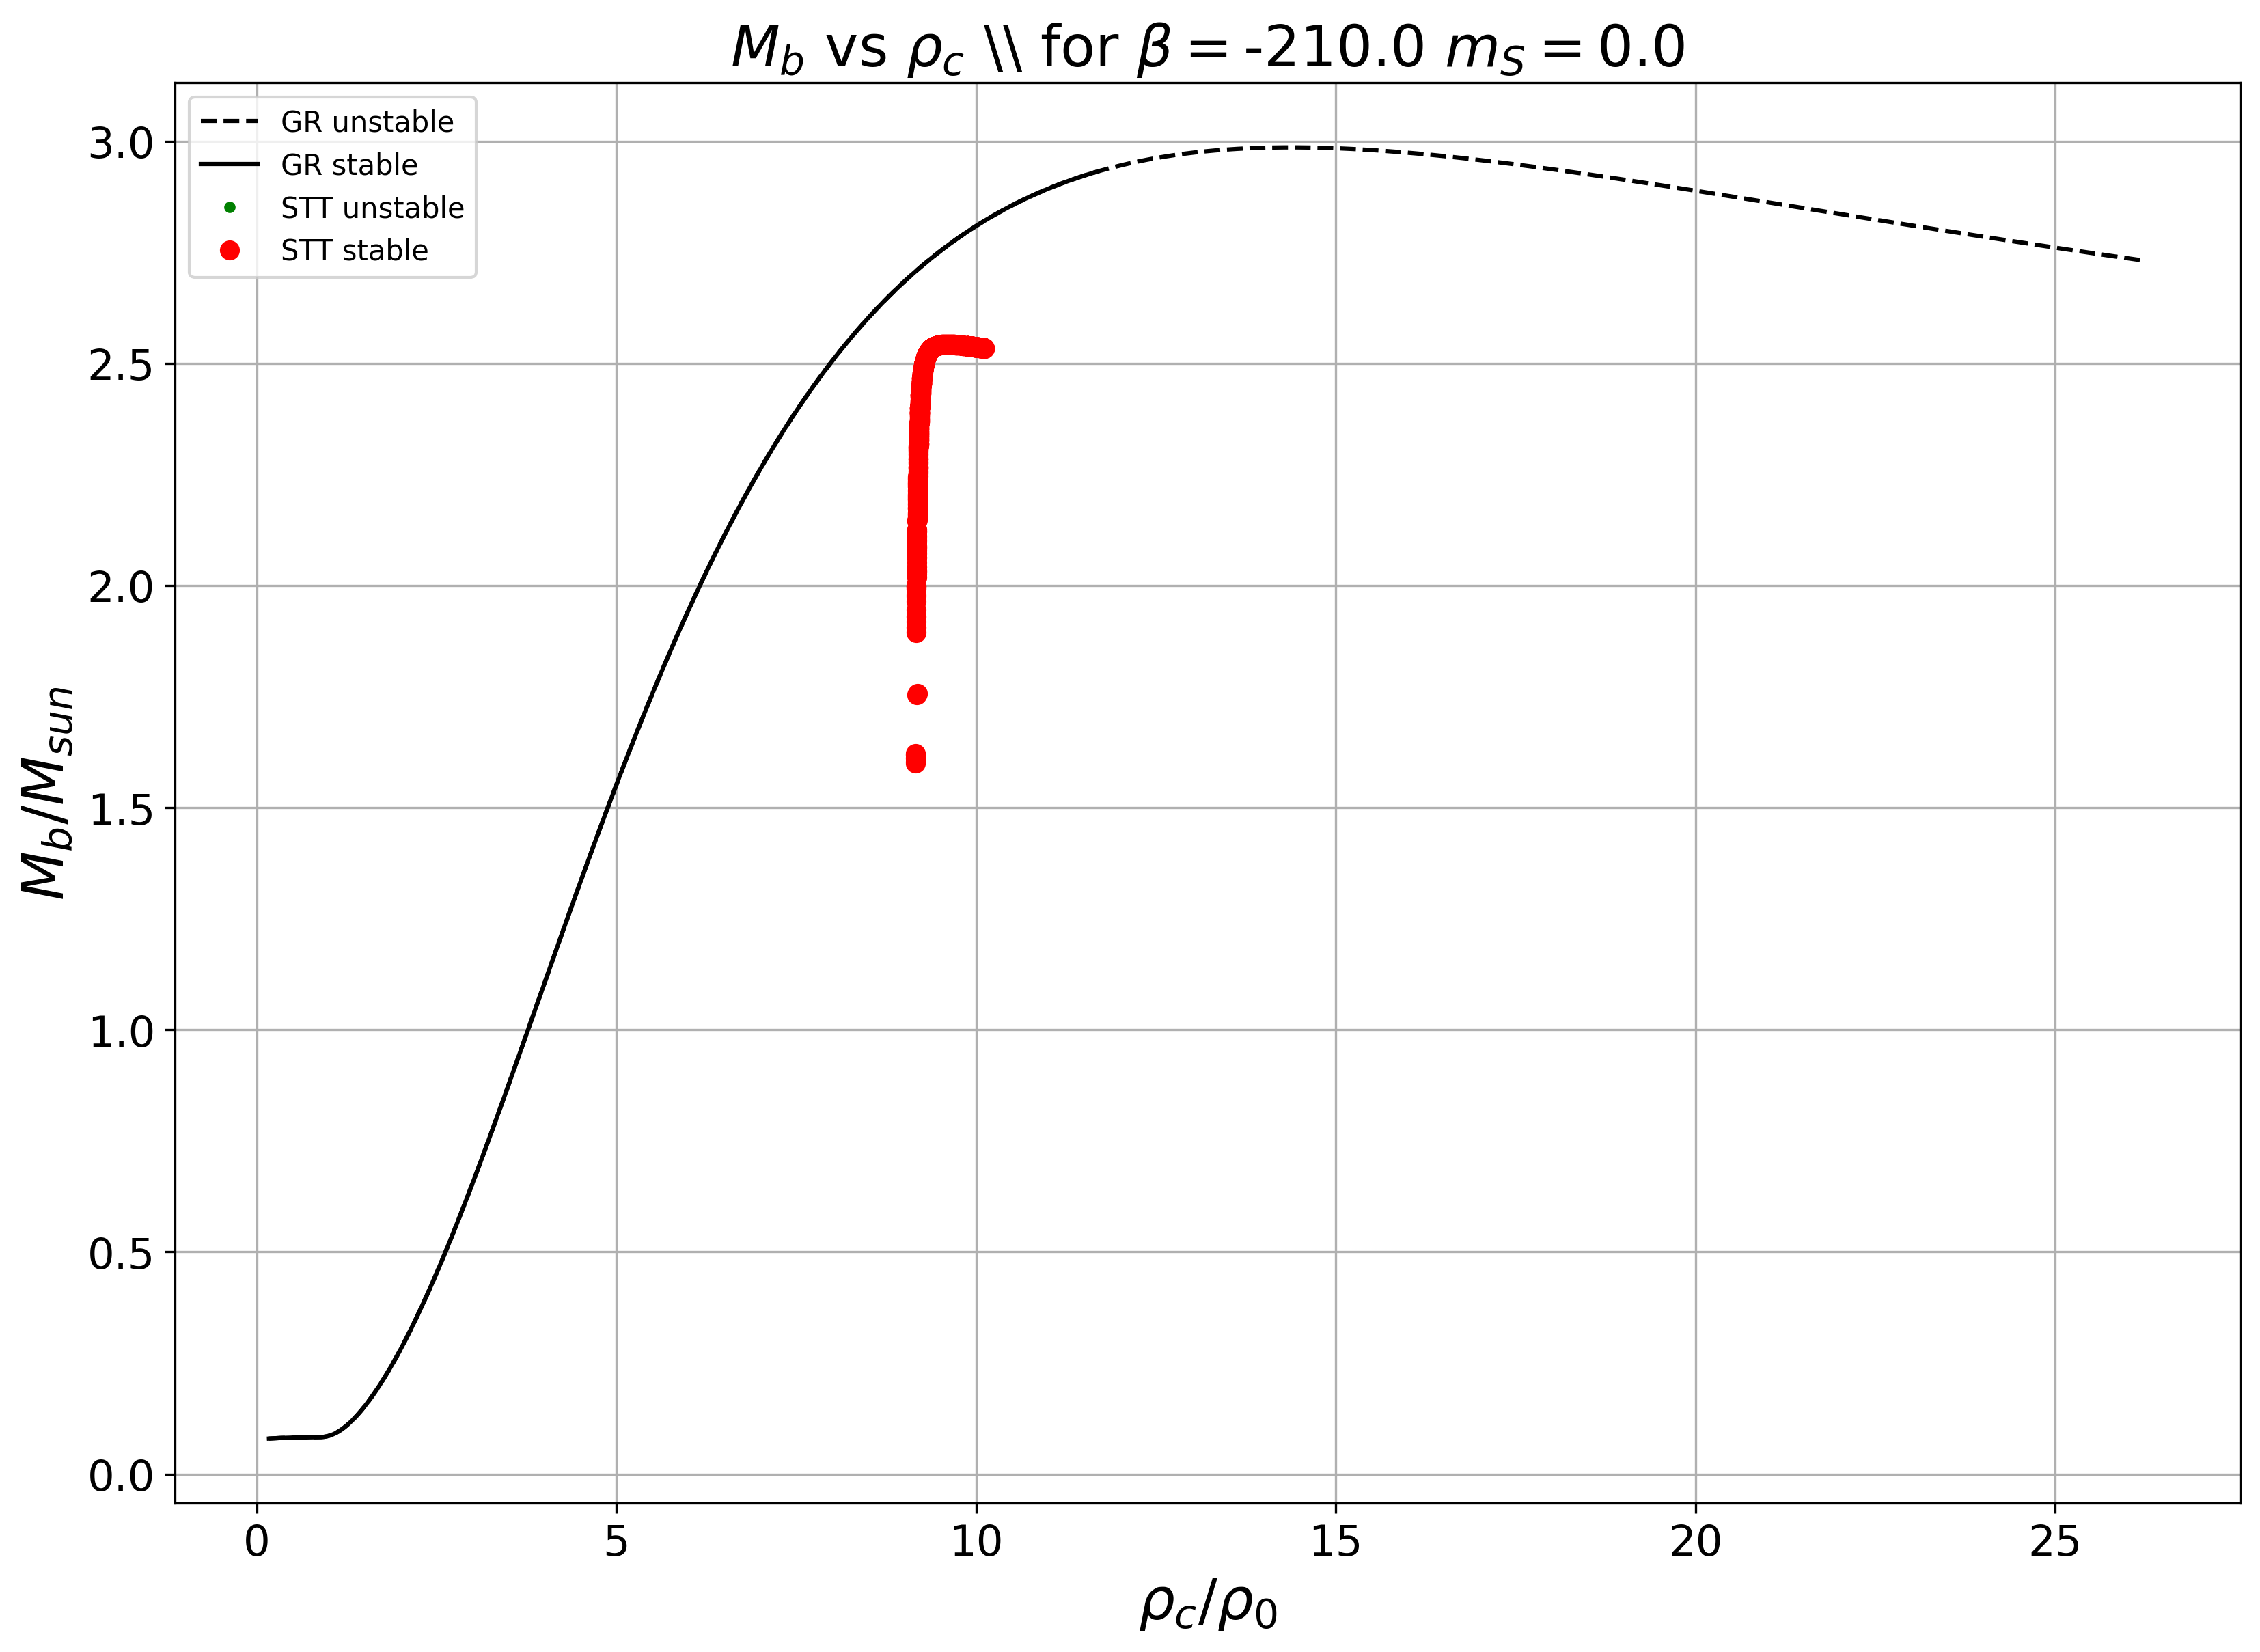 M_b vs ρ_c \\ for β = -210.0 m_S = 0.0
GR unstable
GR stable
STT unstable
STT stable
3.0
2.5
2.0
1.5
1.0
0.5
0.0
M_b/M_sun
0 5 10 15 20 25
ρ_c/ρ_0